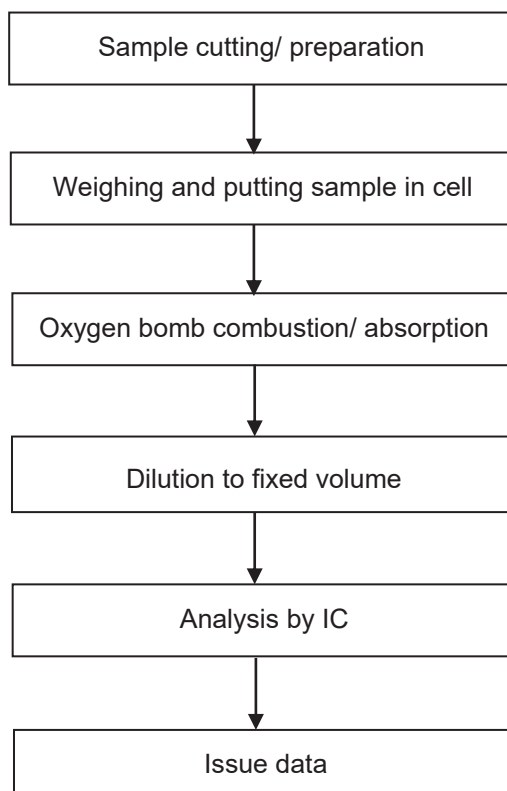 Sample cutting/ preparation
Weighing and putting sample in cell
Oxygen bomb combustion/ absorption
Dilution to fixed volume
Analysis by IC
Issue data